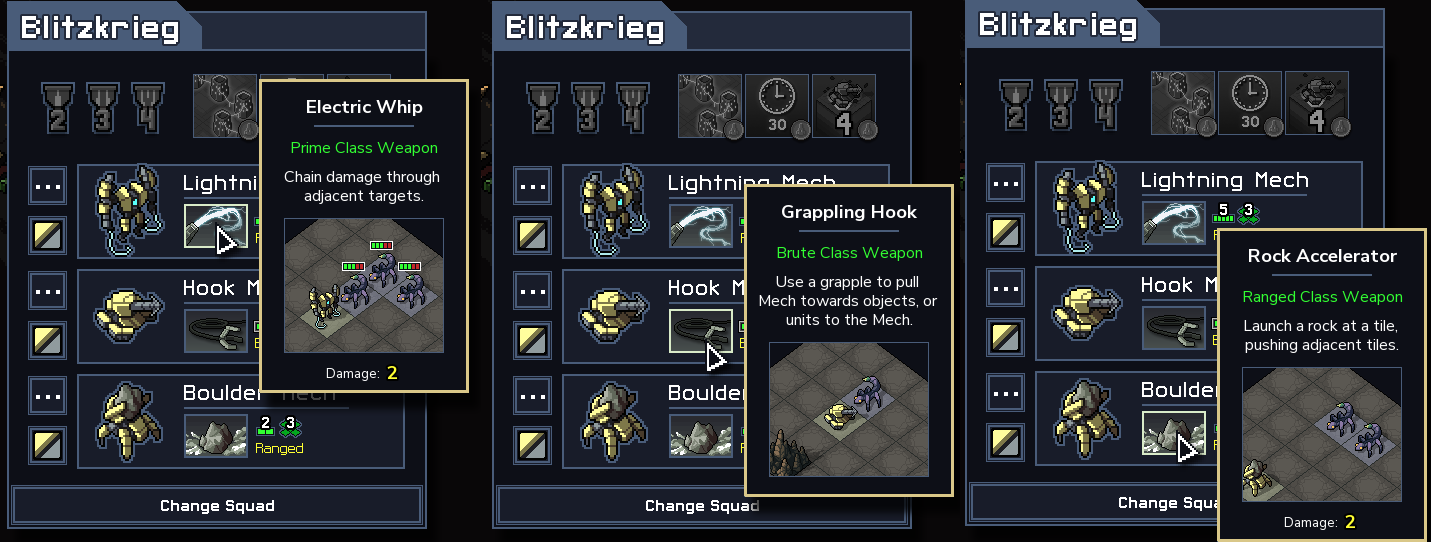 Blitzkrieg
2 3 4
Electric Whip
Prime Class Weapon
Chain damage through
adjacent targets.
Damage: 2
Lightni
Hook M
Boulder Mech
2 3
Ranged
Change Squad
Blitzkrieg
2 3 4
30
4
Lightning Mech
Grappling Hook
Brute Class Weapon
Use a grapple to pull
Mech towards objects, or
units to the Mech.
Hook M
Boulde
Change Squad
Blitzkrieg
2 3 4
30
4
Lightning Mech
5 3
Rock Accelerator
Ranged Class Weapon
Launch a rock at a tile,
pushing adjacent tiles.
Damage: 2
Hook M
Boulde
Change Squ